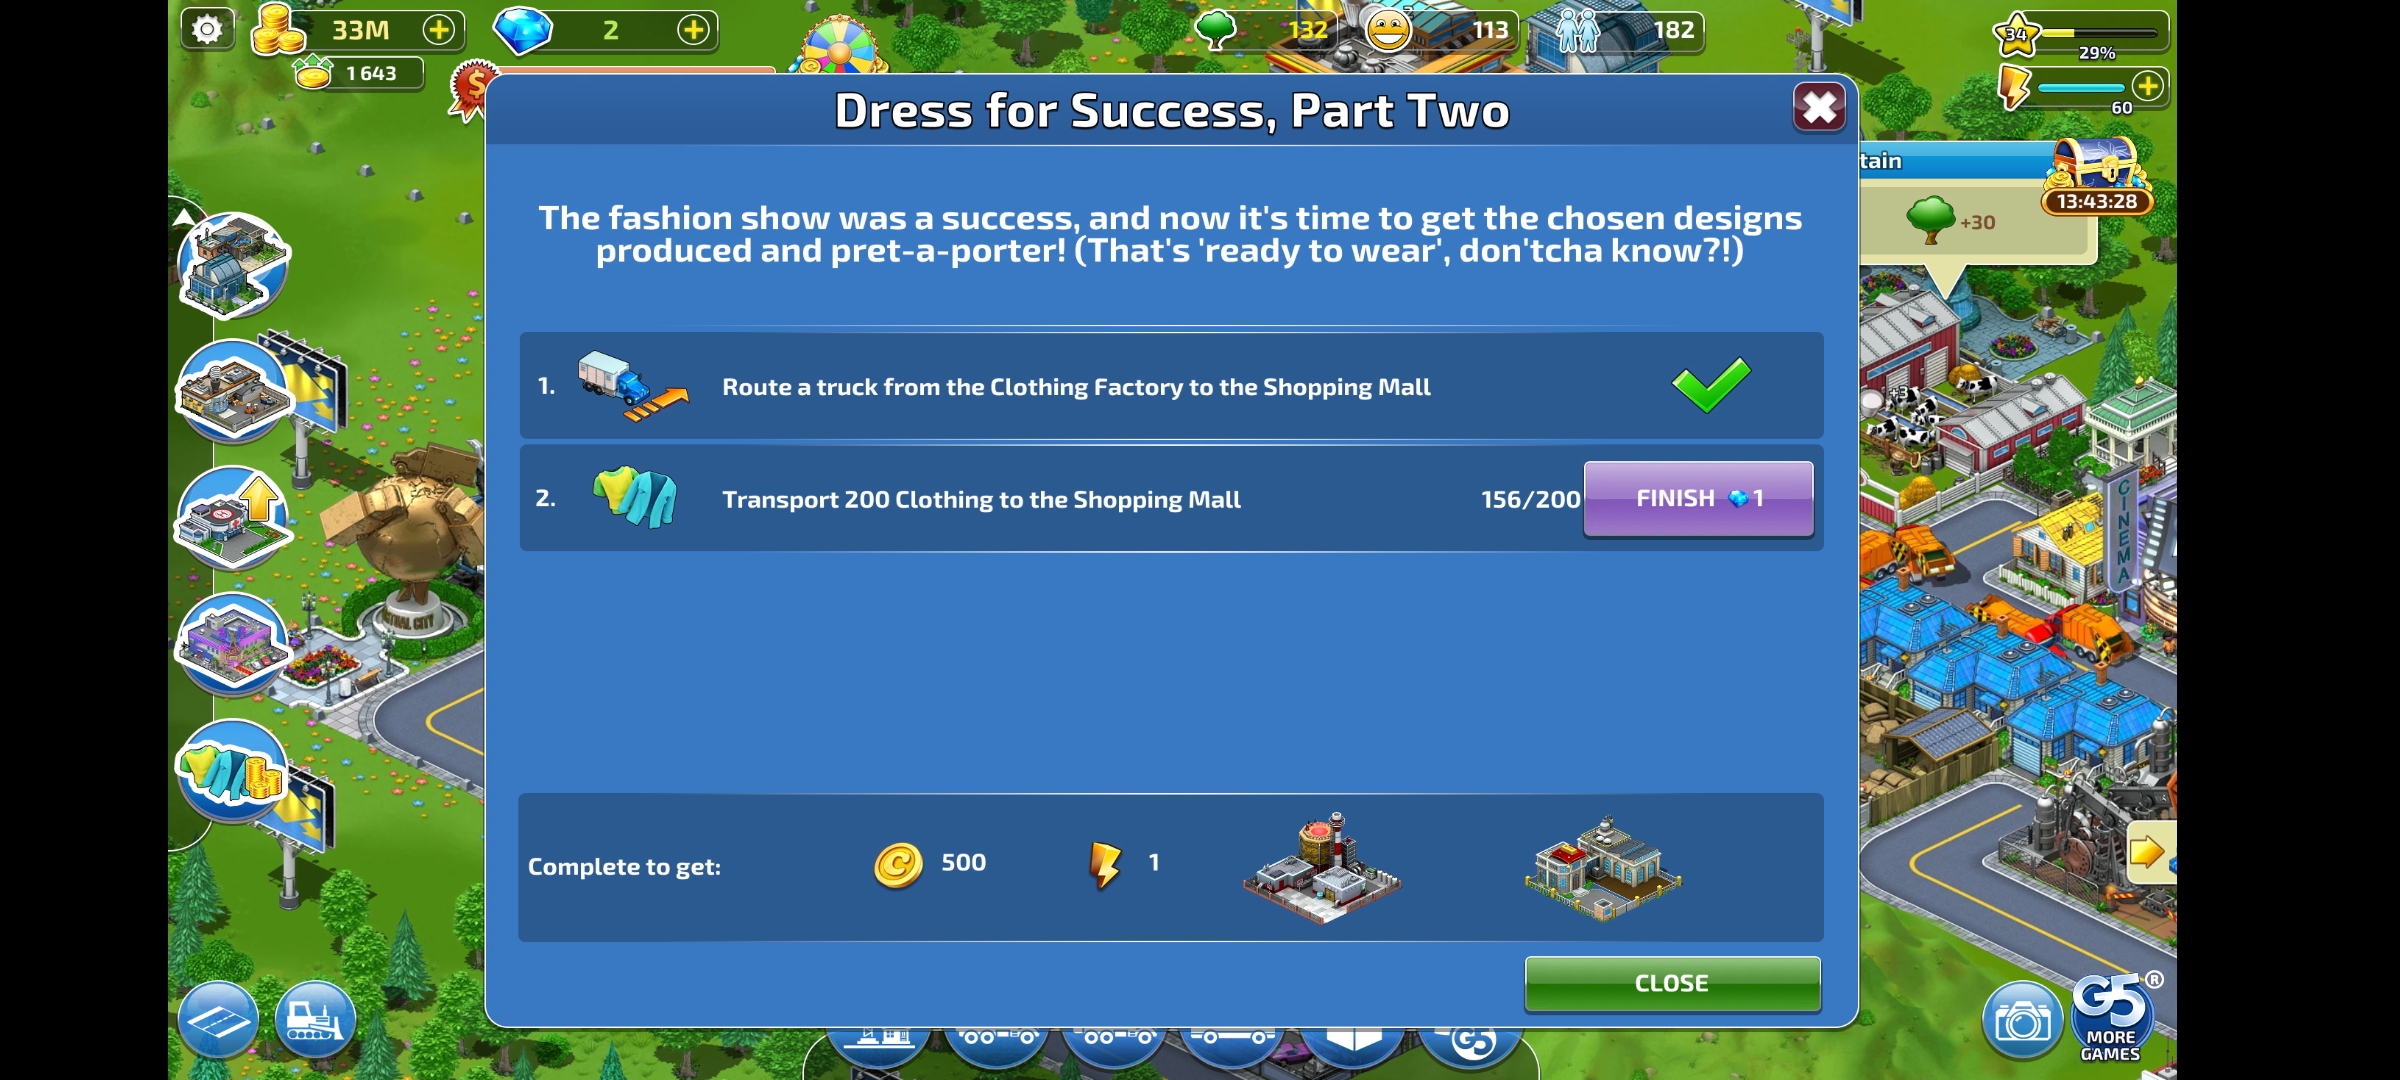 33M
2
132
113
182
34
29%
1 643
60
Dress for Success, Part Two
tain
13:43:28
+30
The fashion show was a success, and now it's time to get the chosen designs
produced and pret-a-porter! (That's 'ready to wear', don'tcha know?!)
1.
Route a truck from the Clothing Factory to the Shopping Mall
+3
2.
Transport 200 Clothing to the Shopping Mall
156/200
FINISH 1
CINEMA
Complete to get:
500
1
CLOSE
G5
G5 ®
MORE
GAMES